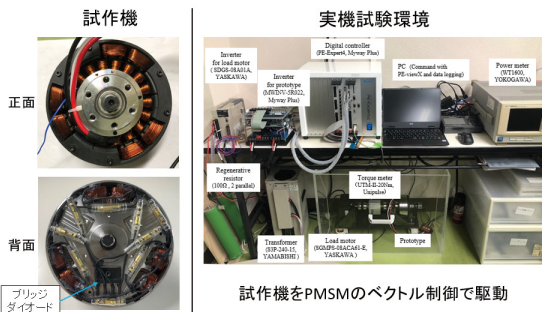 試作機
正面
背面
ブリッジ
ダイオード
実機試験環境
Inverter
for load motor
( SDGS-08A01A,
YASKAWA)
Inverter
for prototype
(MWINV-5R022,
Myway Plus)
Digital controller
(PE-Expert4, Myway Plus)
PC (Command with
PE-viewX and data logging)
Power meter
(WT1600,
YOKOGAWA)
Regenerative
resistor
(100Ω, 2 parallel)
Torque meter
(UTM-II-20Nm,
Unipulse)
Transformer
(S3P-240-15,
YAMABISHI)
Load motor
(SGMPS-08ACA61-E,
YASKAWA )
Prototype
試作機をPMSMのベクトル制御で駆動